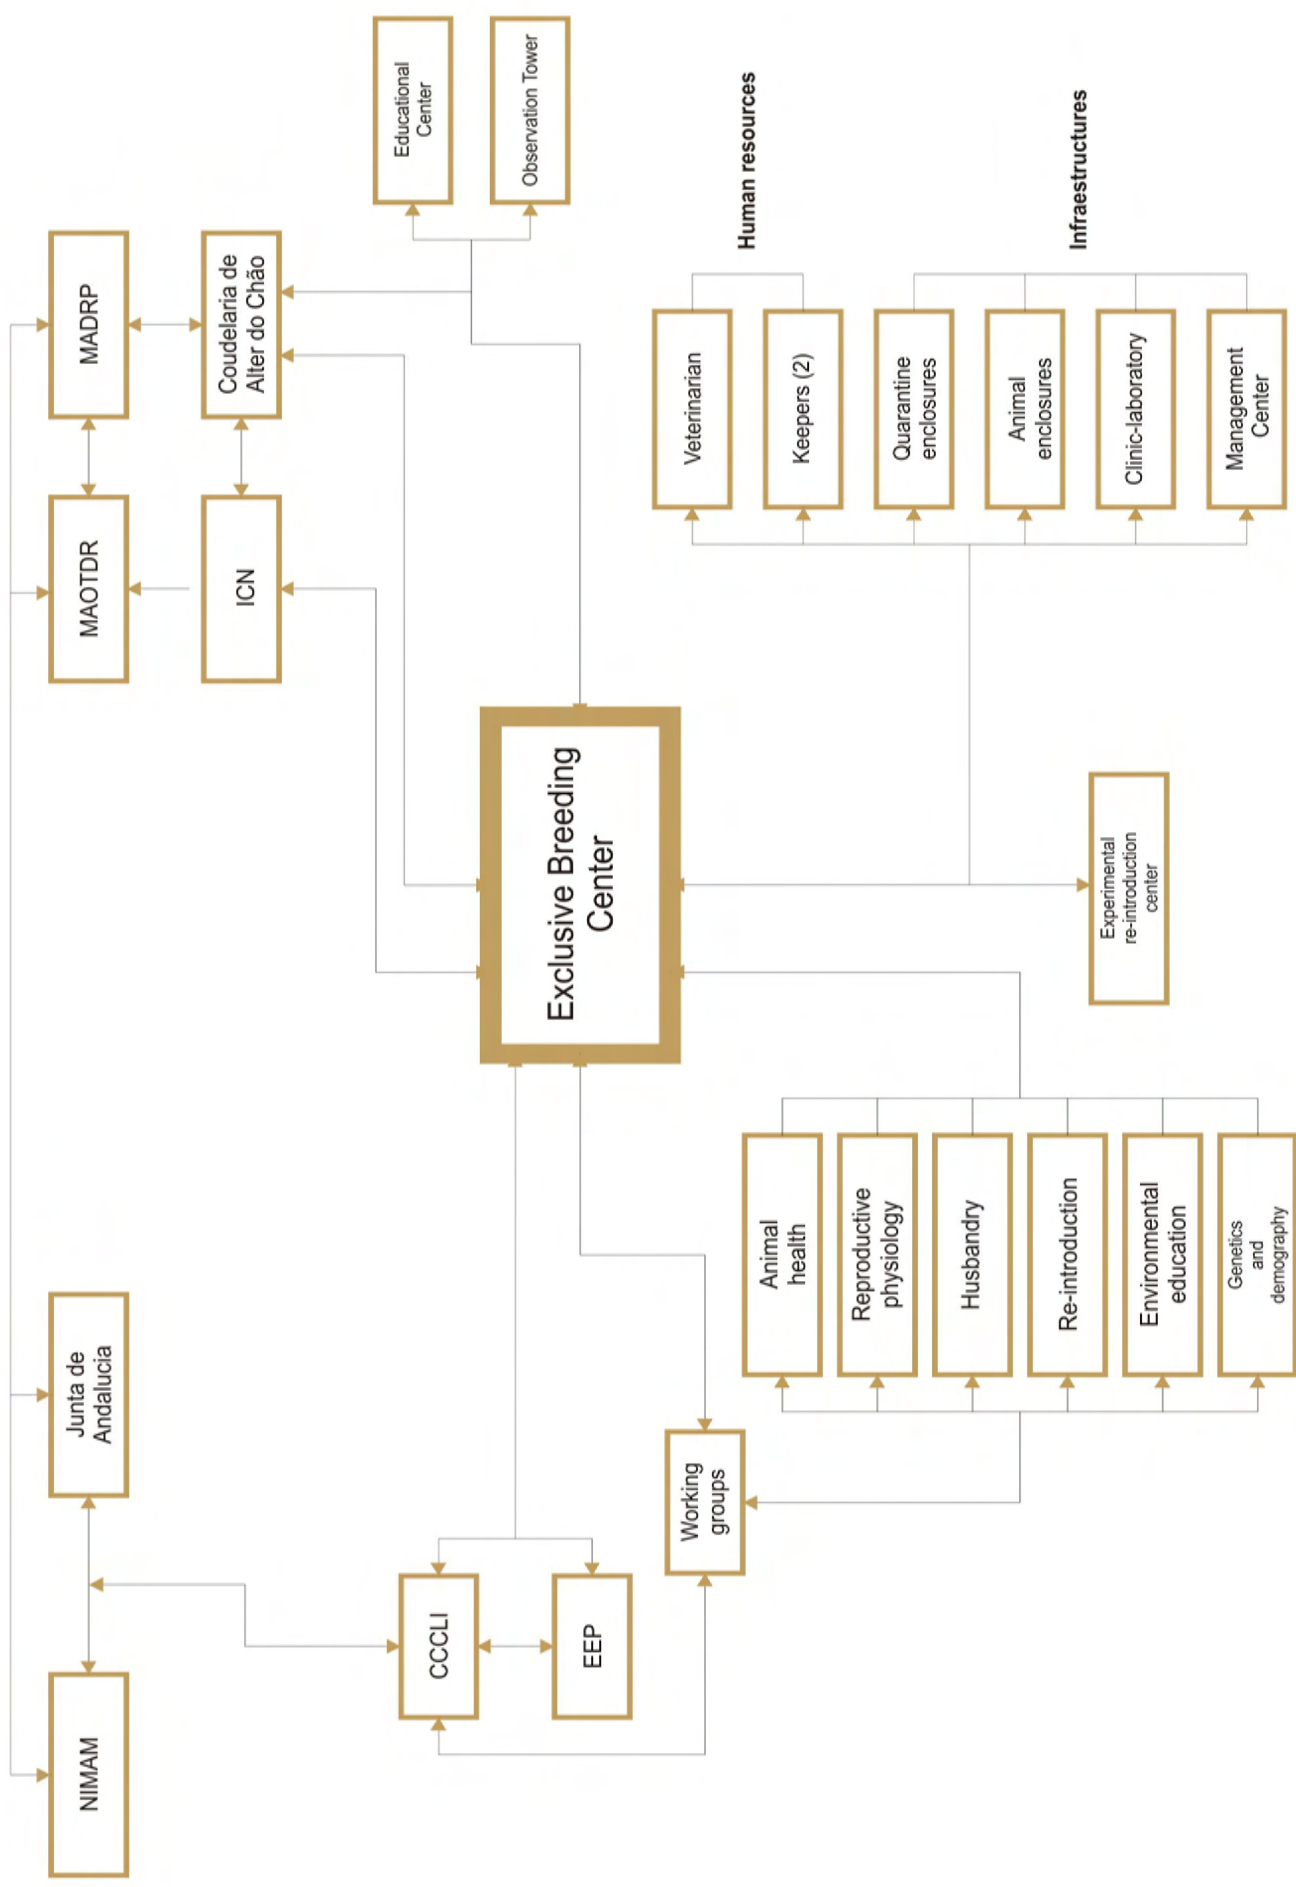 NIMAM
Junta de
Andalucia
MAOTDR
MADRP
ICN
Coudelaria de
Alter do Chão
Educational
Center
Observation Tower
CCCLI
EEP
Exclusive Breeding
Center
Working
groups
Animal
health
Reproductive
physiology
Husbandry
Re-introduction
Environmental
education
Genetics
and
demography
Experimental
re-introduction
center
Veterinarian
Keepers (2)
Quarantine
enclosures
Animal
enclosures
Clinic-laboratory
Management
Center
Human resources
Infraestructures